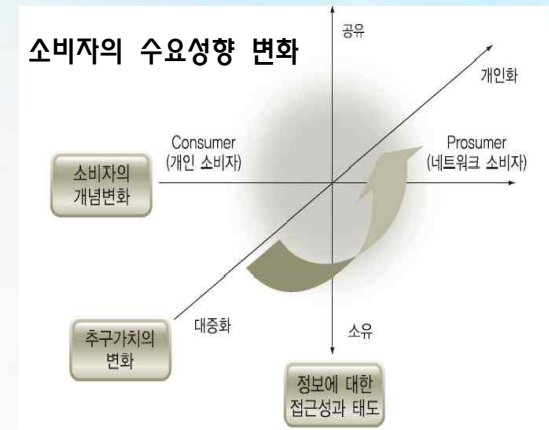 소비자의 수요성향 변화
공유
개인화
Consumer
(개인 소비자)
Prosumer
(네트워크 소비자)
소비자의
개념변화
대중화
소유
추구가치의
변화
정보에 대한
접근성과 태도